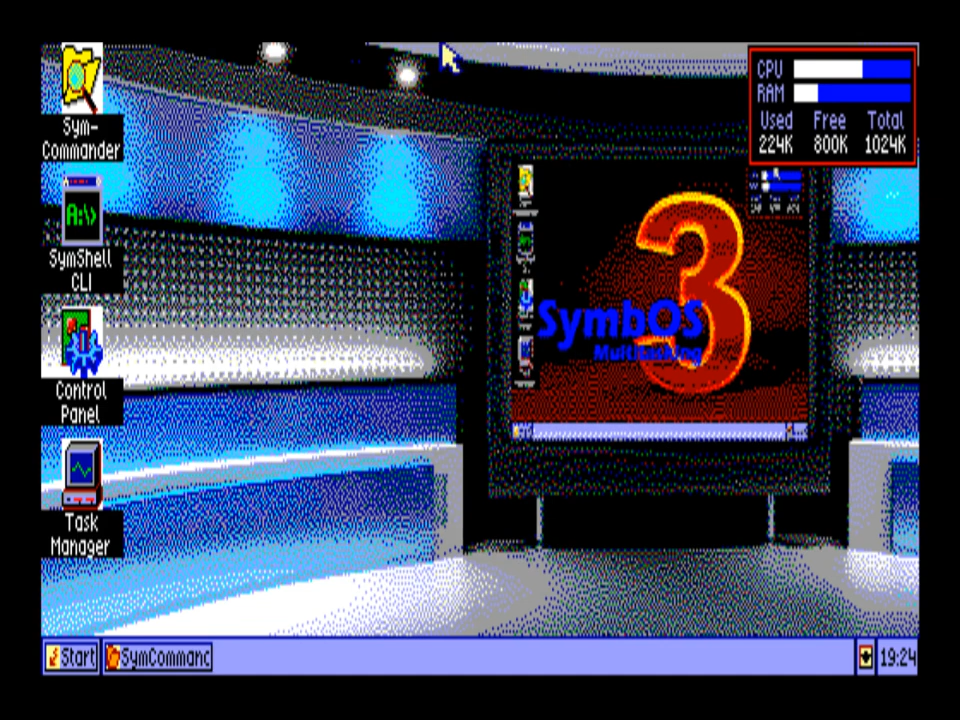 Sym-
Commander
A:\>
SymShell
CLI
Control
Panel
Task
Manager
CPU
RAM
Used Free Total
224K 800K 1024K
3
SymbOS
Multitasking
Start
SymCommanc
19:24